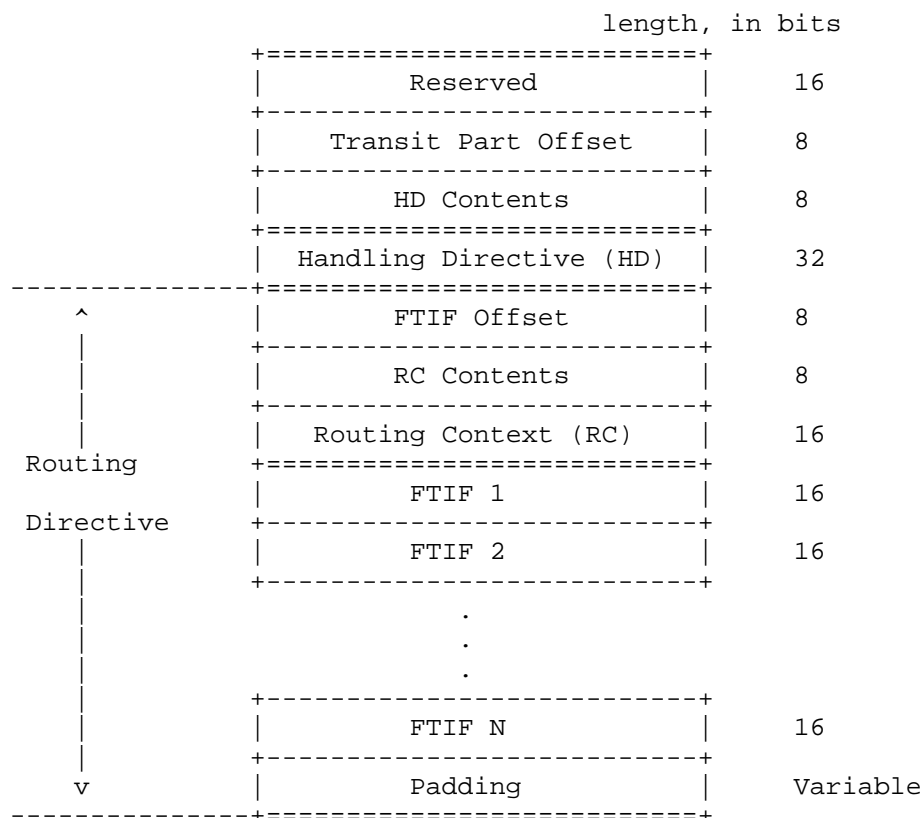 length, in bits
Reserved 16
Transit Part Offset 8
HD Contents 8
Handling Directive (HD) 32
FTIF Offset 8
RC Contents 8
Routing Context (RC) 16
Routing
FTIF 1 16
Directive
FTIF 2 16
.
.
.
FTIF N 16
Padding Variable